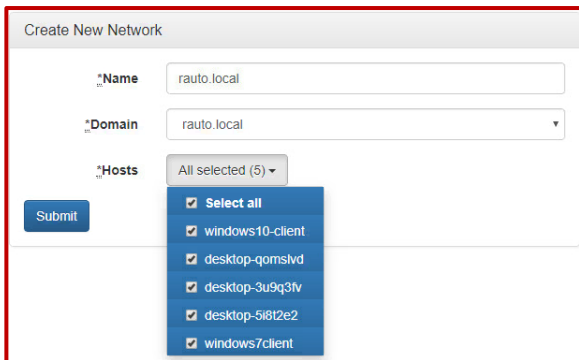 Create New Network
*Name rauto.local
*Domain rauto.local
*Hosts All selected (5)
Select all
Submit
windows10-client
desktop-qomslvd
desktop-3u9q3fv
desktop-5i8t2e2
windows7client